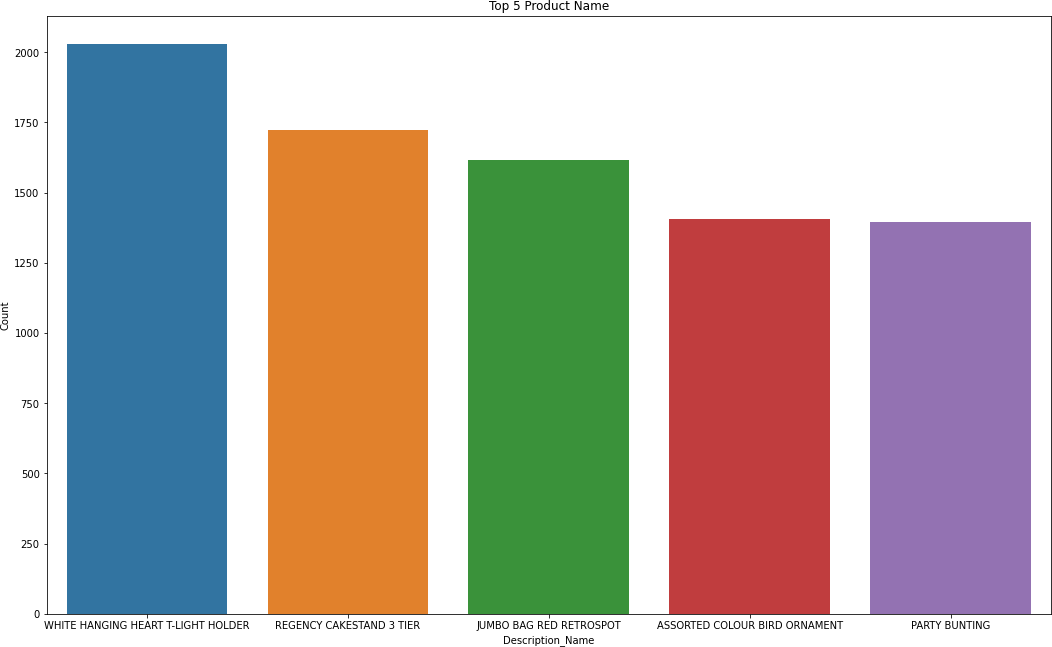 Top 5 Product Name
Count
2000
1750
1500
1250
1000
750
500
250
0
WHITE HANGING HEART T-LIGHT HOLDER REGENCY CAKESTAND 3 TIER JUMBO BAG RED RETROSPOT ASSORTED COLOUR BIRD ORNAMENT PARTY BUNTING
Description_Name